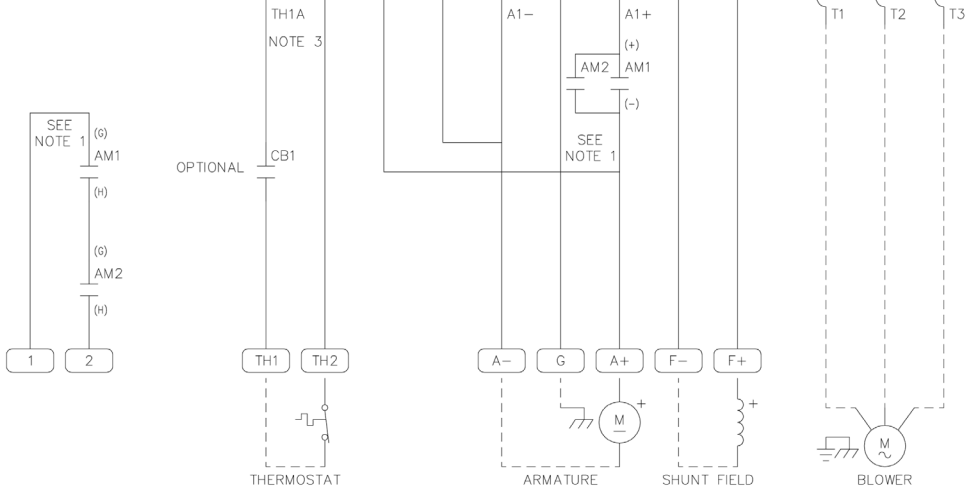 TH1A
NOTE 3
A1-
A1+
T1
T2
T3
(+)
AM2
AM1
(-)
SEE
NOTE 1
(G)
AM1
(H)
OPTIONAL
CB1
SEE
NOTE 1
(G)
AM2
(H)
1
2
TH1
TH2
A-
G
A+
F-
F+
+
+
M
M
THERMOSTAT
ARMATURE
SHUNT FIELD
BLOWER